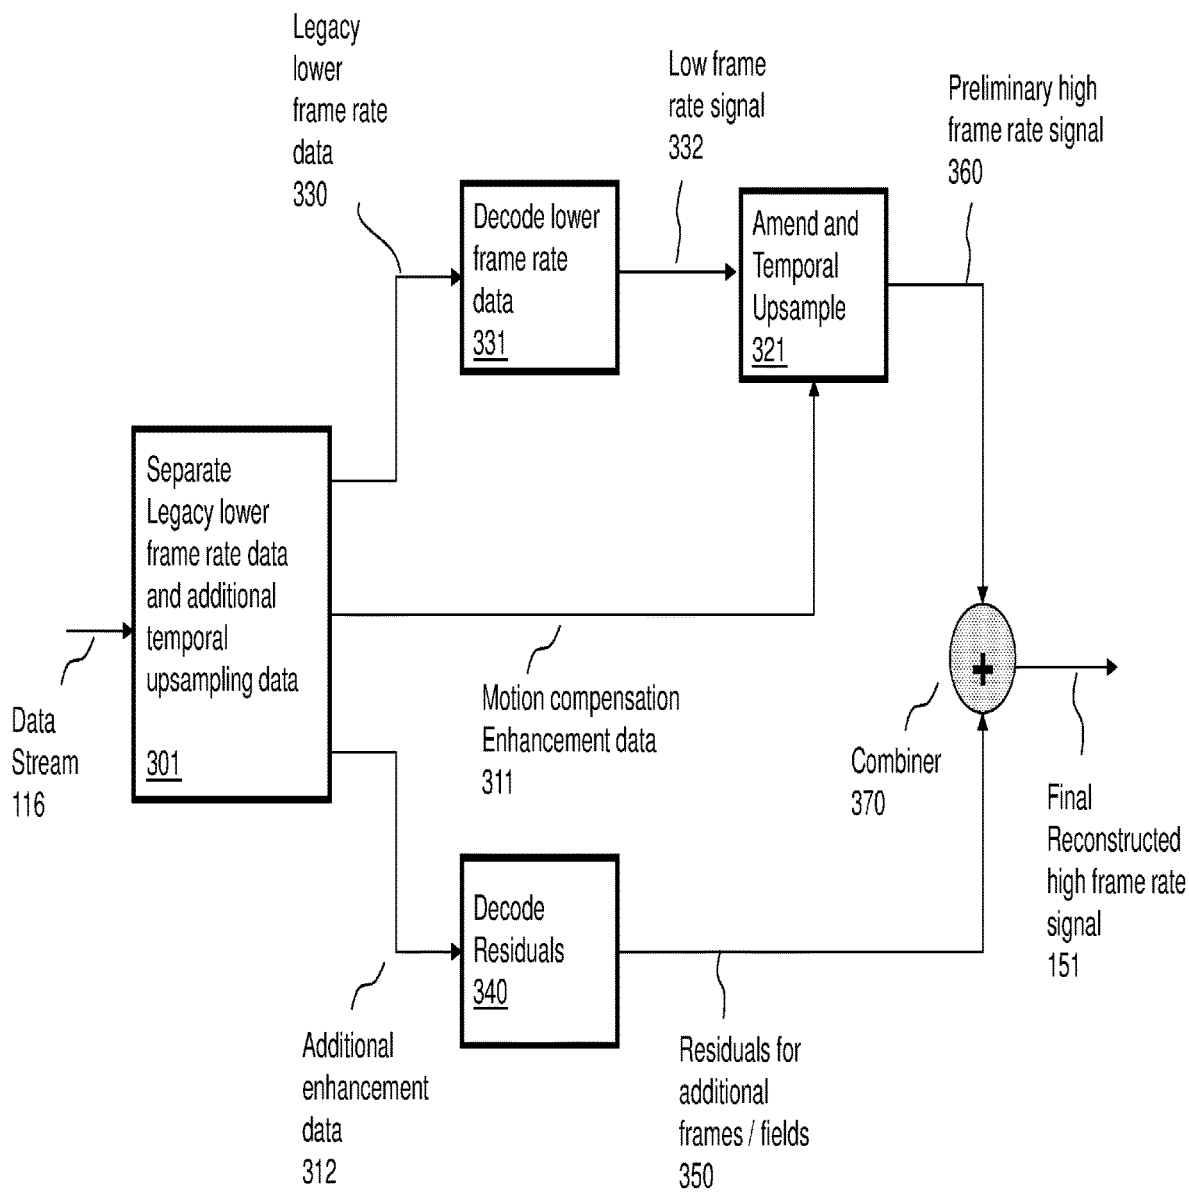 Legacy
lower
frame rate
data
330
Low frame
rate signal
332
Preliminary high
frame rate signal
360
Decode lower
frame rate
data
331
Amend and
Temporal
Upsample
321
Separate
Legacy lower
frame rate data
and additional
temporal
upsampling data
301
Data
Stream
116
Motion compensation
Enhancement data
311
+
Combiner
370
Final
Reconstructed
high frame rate
signal
151
Decode
Residuals
340
Additional
enhancement
data
312
Residuals for
additional
frames / fields
350